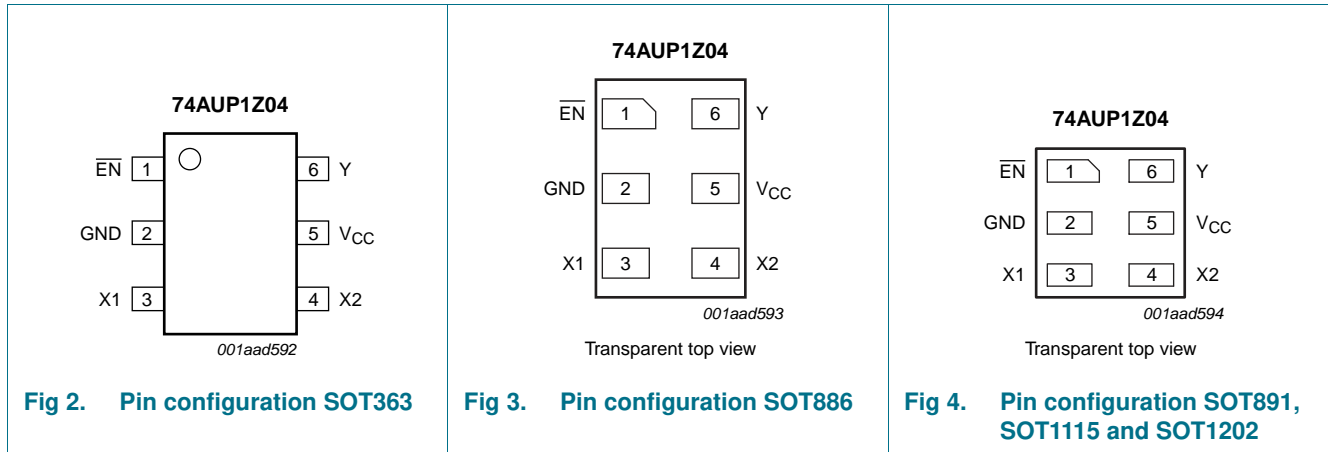 74AUP1Z04
EN 1 6 Y
GND 2 5 VCC
X1 3 4 X2
001aad592
Fig 2. Pin configuration SOT363
74AUP1Z04
EN 1 6 Y
GND 2 5 VCC
X1 3 4 X2
001aad593
Transparent top view
Fig 3. Pin configuration SOT886
74AUP1Z04
EN 1 6 Y
GND 2 5 VCC
X1 3 4 X2
001aad594
Transparent top view
Fig 4. Pin configuration SOT891,
SOT1115 and SOT1202